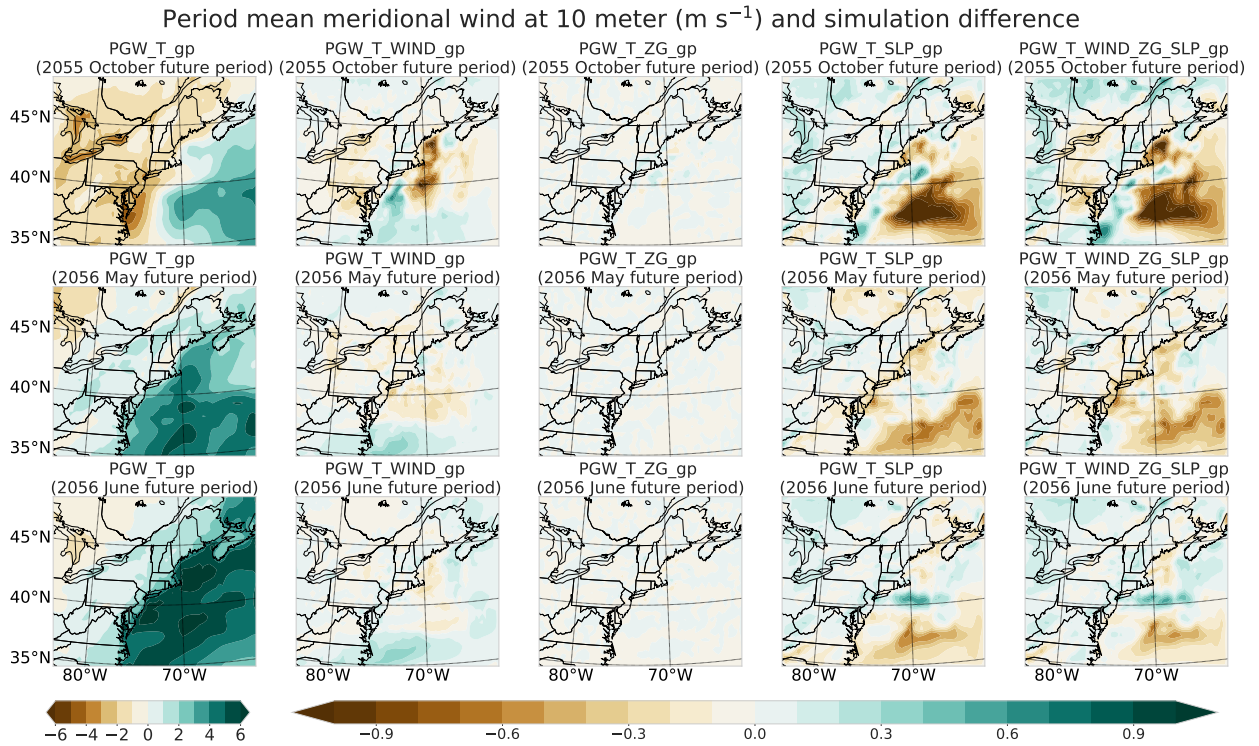 Period mean meridional wind at 10 meter (m s⁻¹) and simulation difference
PGW_T_gp
(2055 October future period)
PGW_T_WIND_gp
(2055 October future period)
PGW_T_ZG_gp
(2055 October future period)
PGW_T_SLP_gp
(2055 October future period)
PGW_T_WIND_ZG_SLP_gp
(2055 October future period)
45°N
40°N
35°N
PGW_T_gp
(2056 May future period)
PGW_T_WIND_gp
(2056 May future period)
PGW_T_ZG_gp
(2056 May future period)
PGW_T_SLP_gp
(2056 May future period)
PGW_T_WIND_ZG_SLP_gp
(2056 May future period)
45°N
40°N
35°N
PGW_T_gp
(2056 June future period)
PGW_T_WIND_gp
(2056 June future period)
PGW_T_ZG_gp
(2056 June future period)
PGW_T_SLP_gp
(2056 June future period)
PGW_T_WIND_ZG_SLP_gp
(2056 June future period)
45°N
40°N
35°N
80°W 70°W
80°W 70°W
80°W 70°W
80°W 70°W
80°W 70°W
−6 −4 −2 0 2 4 6
−0.9 −0.6 −0.3 0.0 0.3 0.6 0.9